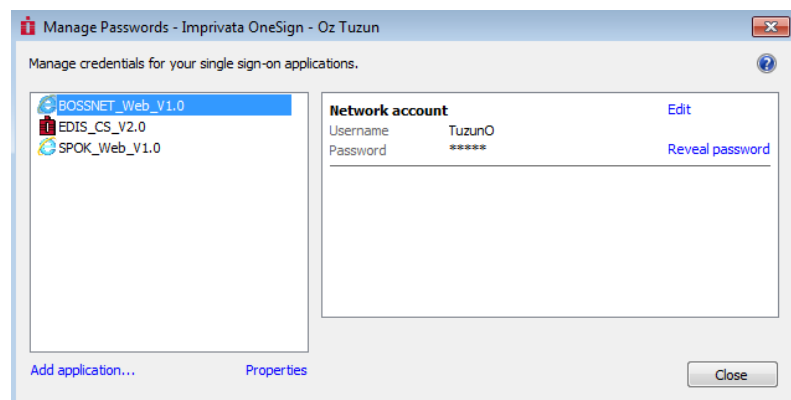 Manage Passwords - Imprivata OneSign - Oz Tuzun
Manage credentials for your single sign-on applications.
BOSSNET_Web_V1.0
EDIS_CS_V2.0
SPOK_Web_V1.0
Network account Edit
Username TuzunO
Password ***** Reveal password
Add application... Properties
Close